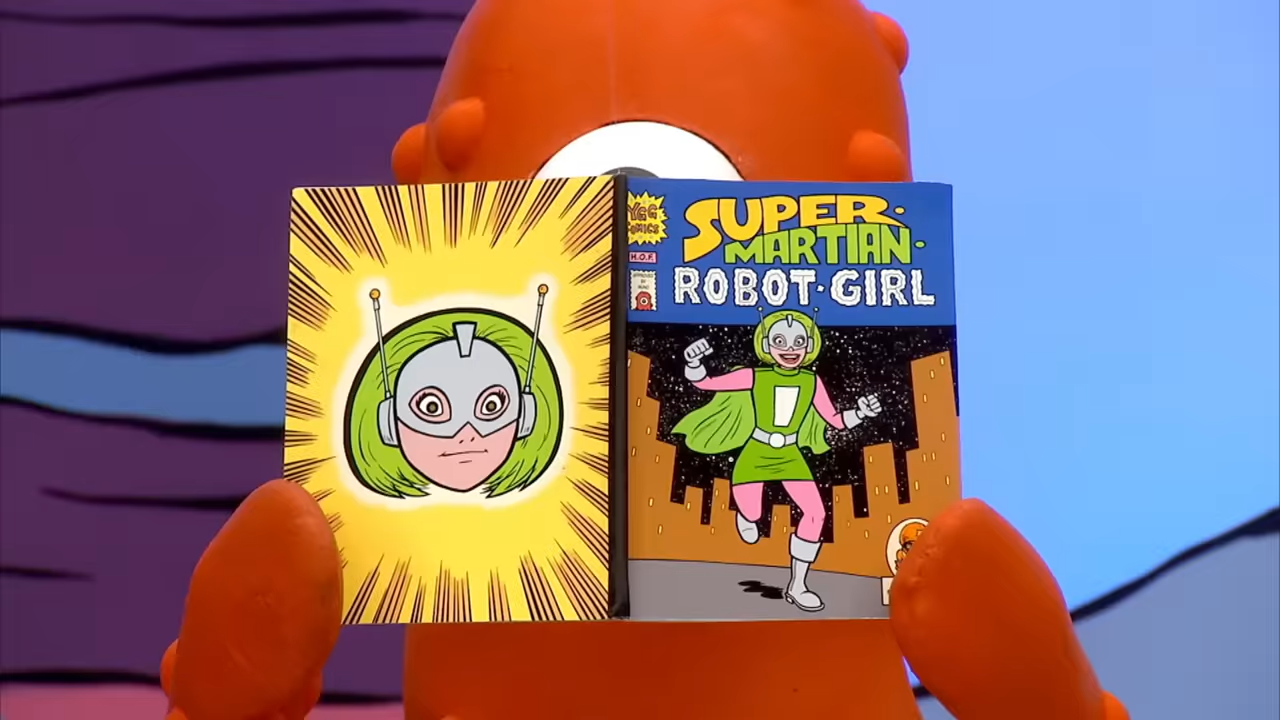 YGG
COMICS
H.O.F.
SUPER·
MARTIAN·
ROBOT·GIRL